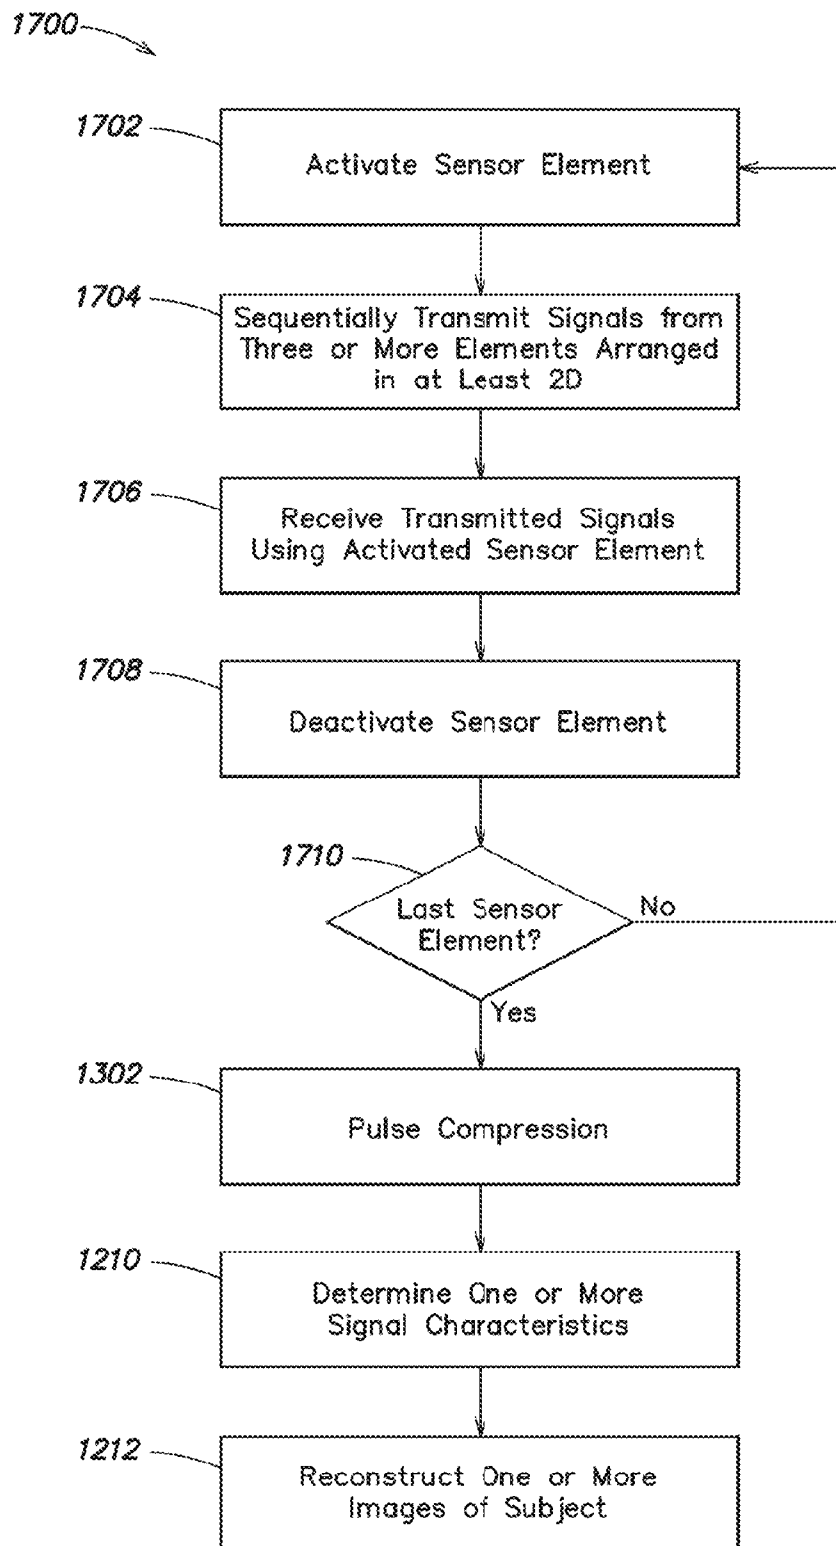 1700
1702
Activate Sensor Element
1704
Sequentially Transmit Signals from
Three or More Elements Arranged
in at Least 2D
1706
Receive Transmitted Signals
Using Activated Sensor Element
1708
Deactivate Sensor Element
1710
Last Sensor
Element?
No
Yes
1302
Pulse Compression
1210
Determine One or More
Signal Characteristics
1212
Reconstruct One or More
Images of Subject